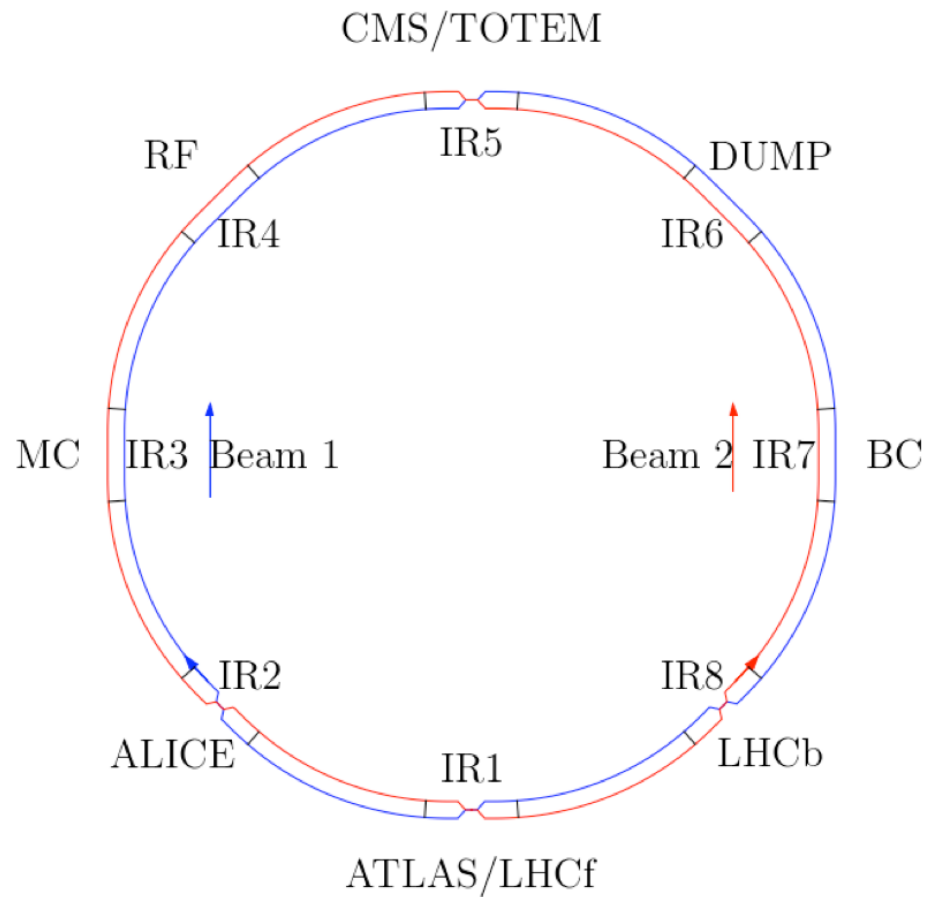 CMS/TOTEM
IR5
RF
DUMP
IR4
IR6
MC
IR3
Beam 1
Beam 2
IR7
BC
IR2
IR8
ALICE
LHCb
IR1
ATLAS/LHCf